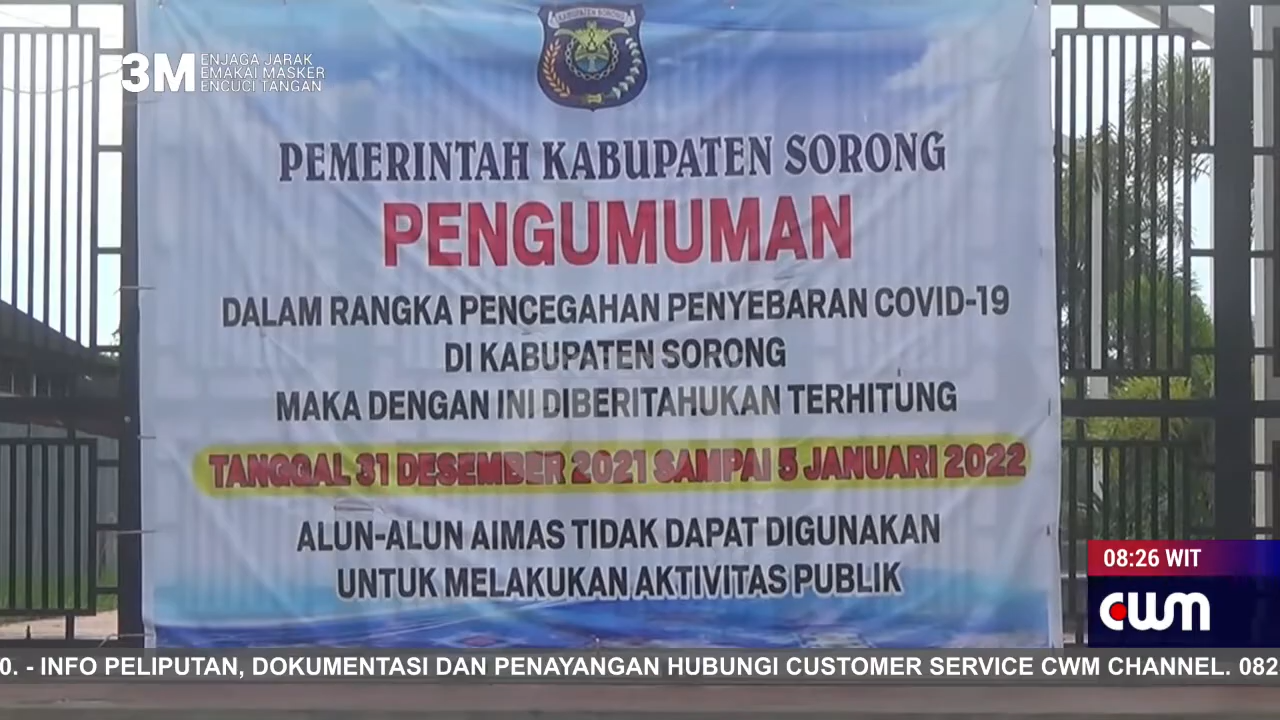 3M ENJAGA JARAK
EMAKAI MASKER
ENCUCI TANGAN
KABUPATEN SORONG
PEMERINTAH KABUPATEN SORONG
PENGUMUMAN
DALAM RANGKA PENCEGAHAN PENYEBARAN COVID-19
DI KABUPATEN SORONG
MAKA DENGAN INI DIBERITAHUKAN TERHITUNG
TANGGAL 31 DESEMBER 2021 SAMPAI 5 JANUARI 2022
ALUN-ALUN AIMAS TIDAK DAPAT DIGUNAKAN
UNTUK MELAKUKAN AKTIVITAS PUBLIK
08:26 WIT
CWM
0. - INFO PELIPUTAN, DOKUMENTASI DAN PENAYANGAN HUBUNGI CUSTOMER SERVICE CWM CHANNEL. 082